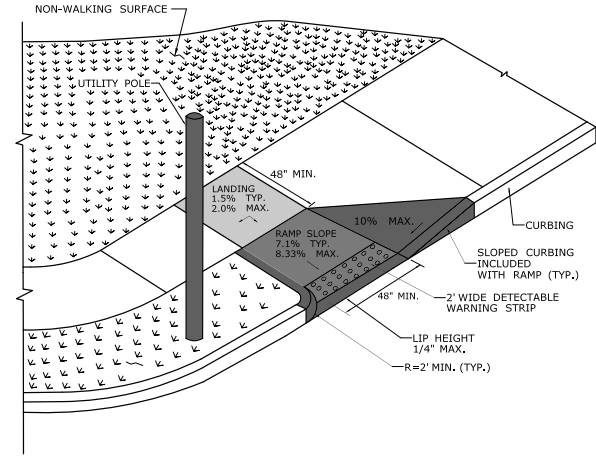 NON-WALKING SURFACE
UTILITY POLE
48" MIN.
LANDING
1.5% TYP.
2.0% MAX.
10% MAX.
RAMP SLOPE
7.1% TYP.
8.33% MAX.
CURBING
SLOPED CURBING
INCLUDED
WITH RAMP (TYP.)
48" MIN.
2' WIDE DETECTABLE
WARNING STRIP
LIP HEIGHT
1/4" MAX.
R=2' MIN. (TYP.)